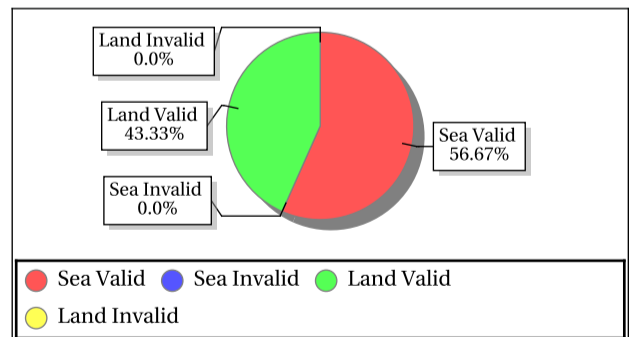 Land Invalid
0.0%
Land Valid
43.33%
Sea Valid
56.67%
Sea Invalid
0.0%
Sea Valid
Sea Invalid
Land Valid
Land Invalid